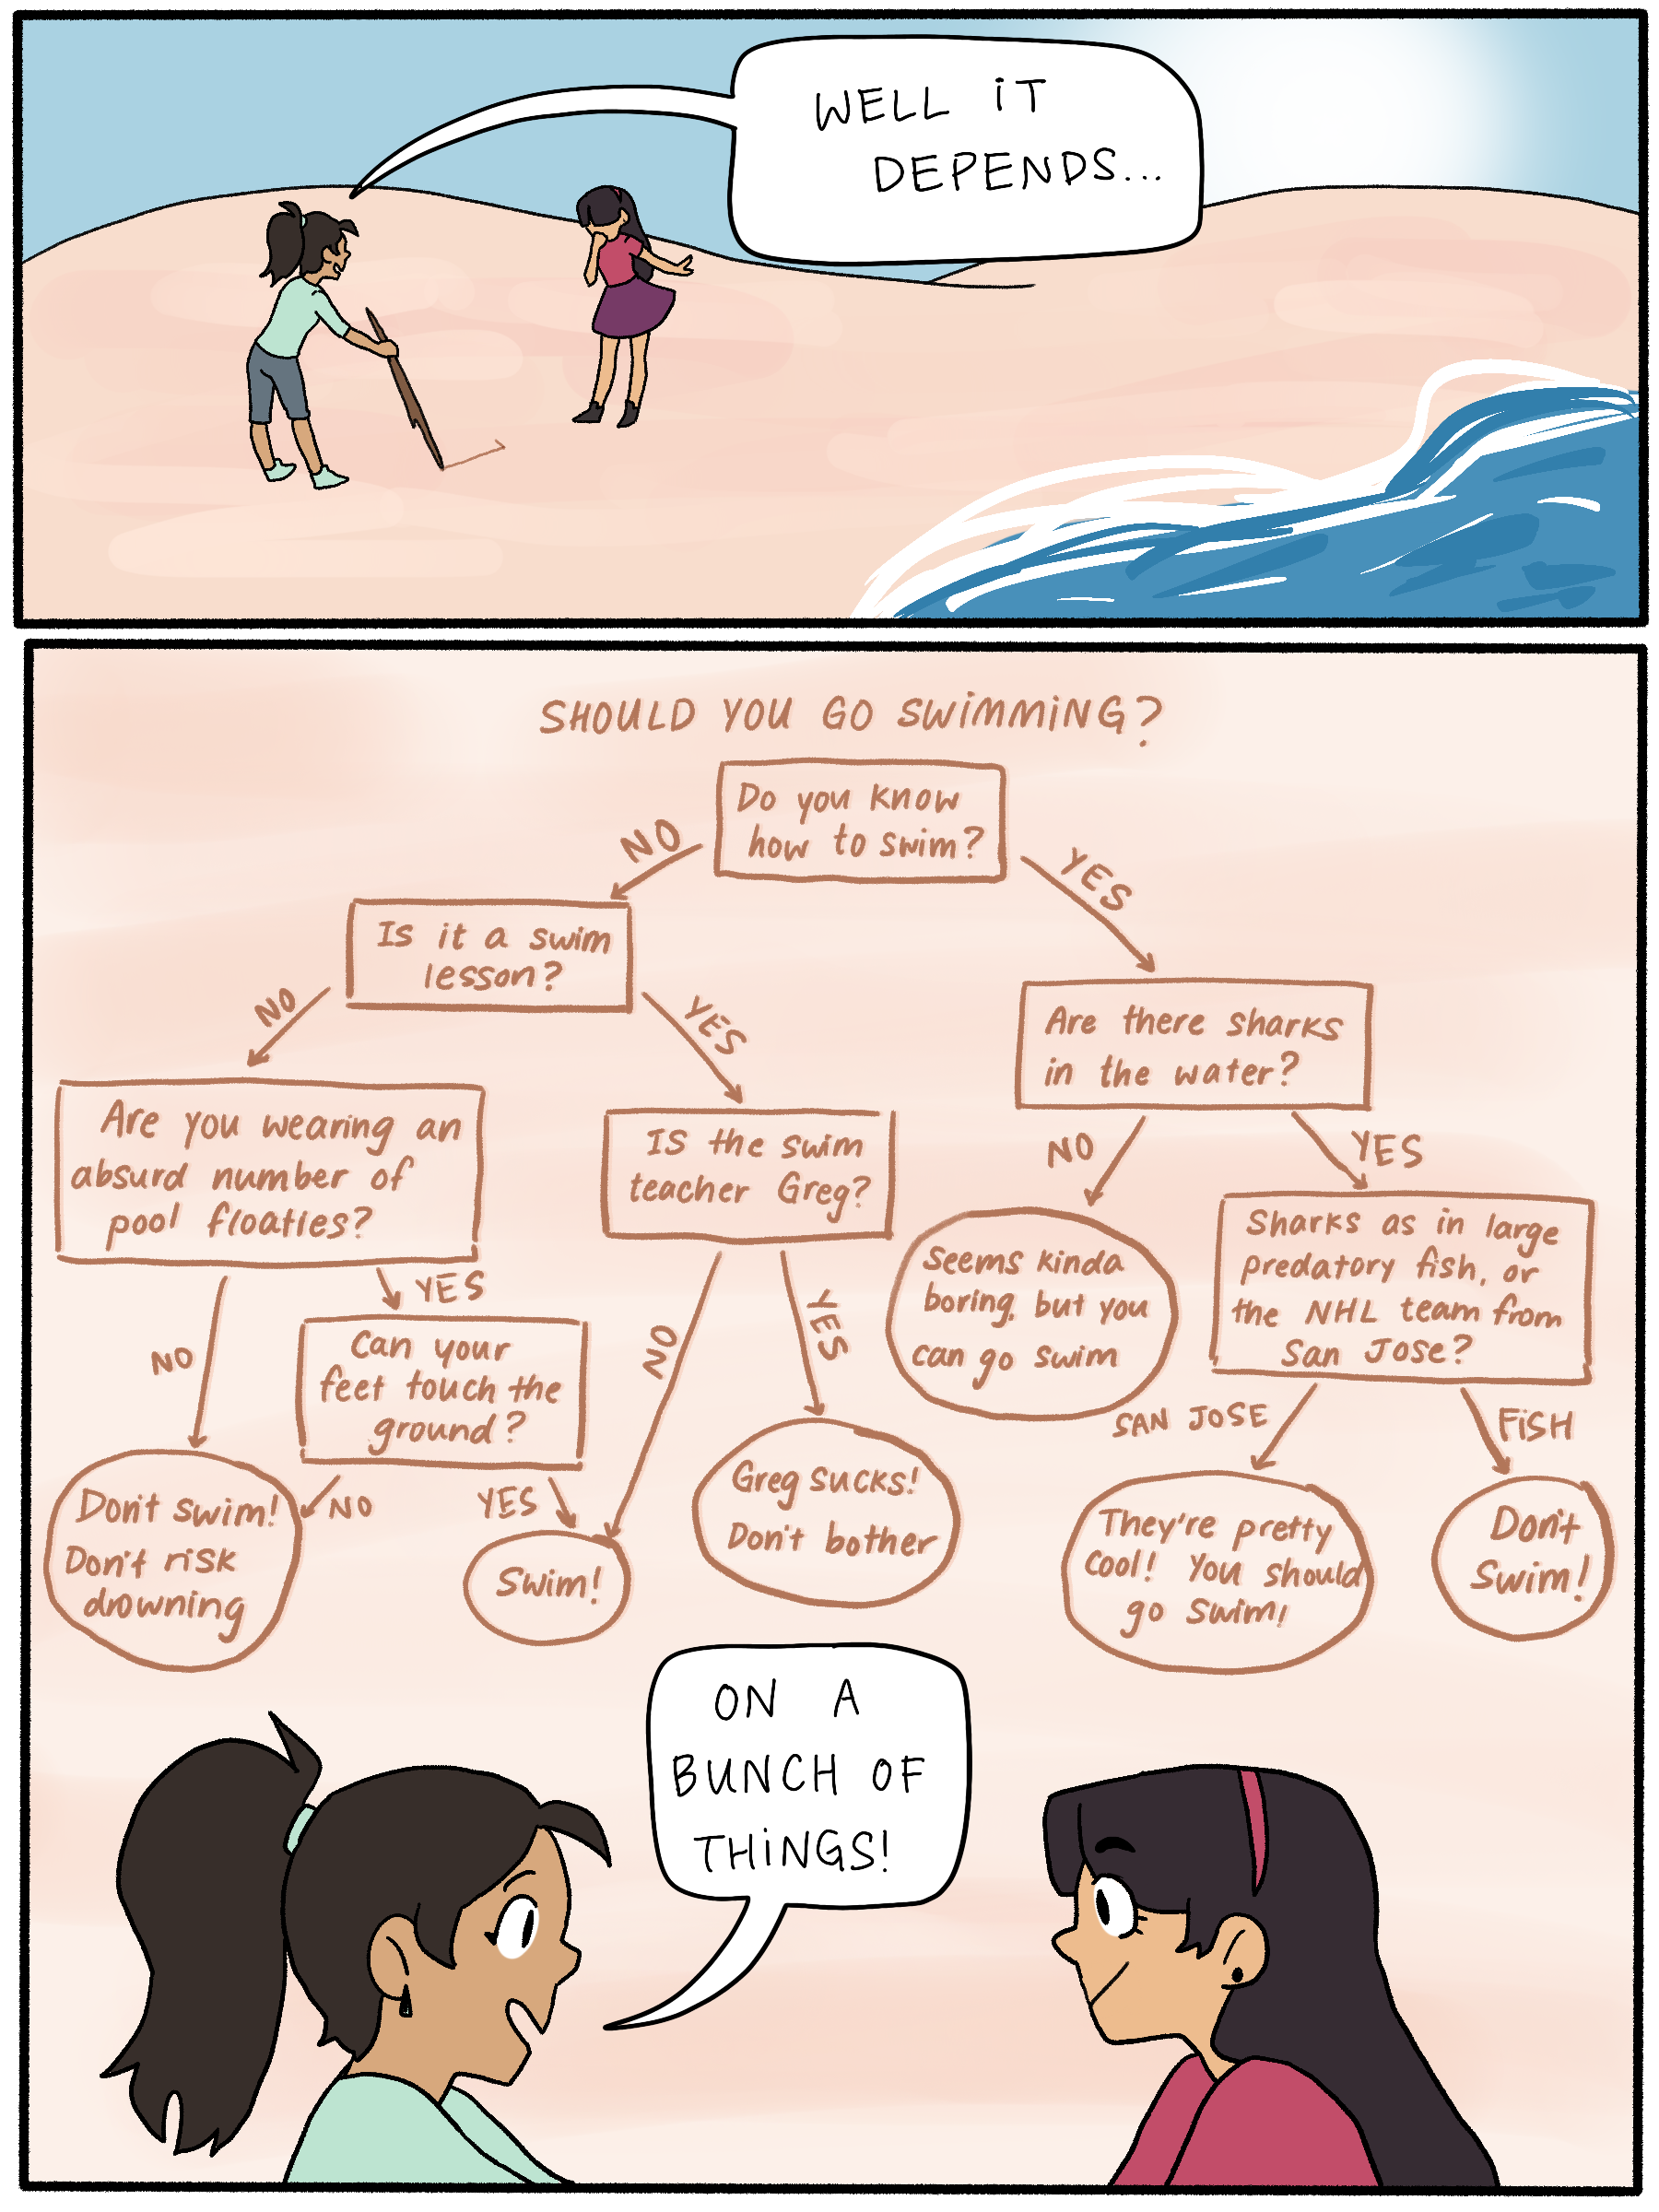 WELL iT
DEPENDS...
SHOULD YOU GO SWiMMiNG?
Do you know
how to swim?
NO
YES
Is it a swim
lesson?
NO
YES
Are there sharks
in the water?
Are you wearing an
absurd number of
pool floaties?
IS the swim
teacher Greg?
NO
YES
NO
YES
NO
YES
Sharks as in large
predatory fish, or
the NHL team from
San Jose?
Seems kinda
boring, but you
can go swim
Can your
feet touch the
ground?
SAN JOSE
FiSH
NO
YES
Don't swim!
Don't risk
drowning
Swim!
Greg sucks!
Don't bother
They're pretty
cool! You should
go swim!
Don't
Swim!
ON A
BUNCH OF
THiNGS!